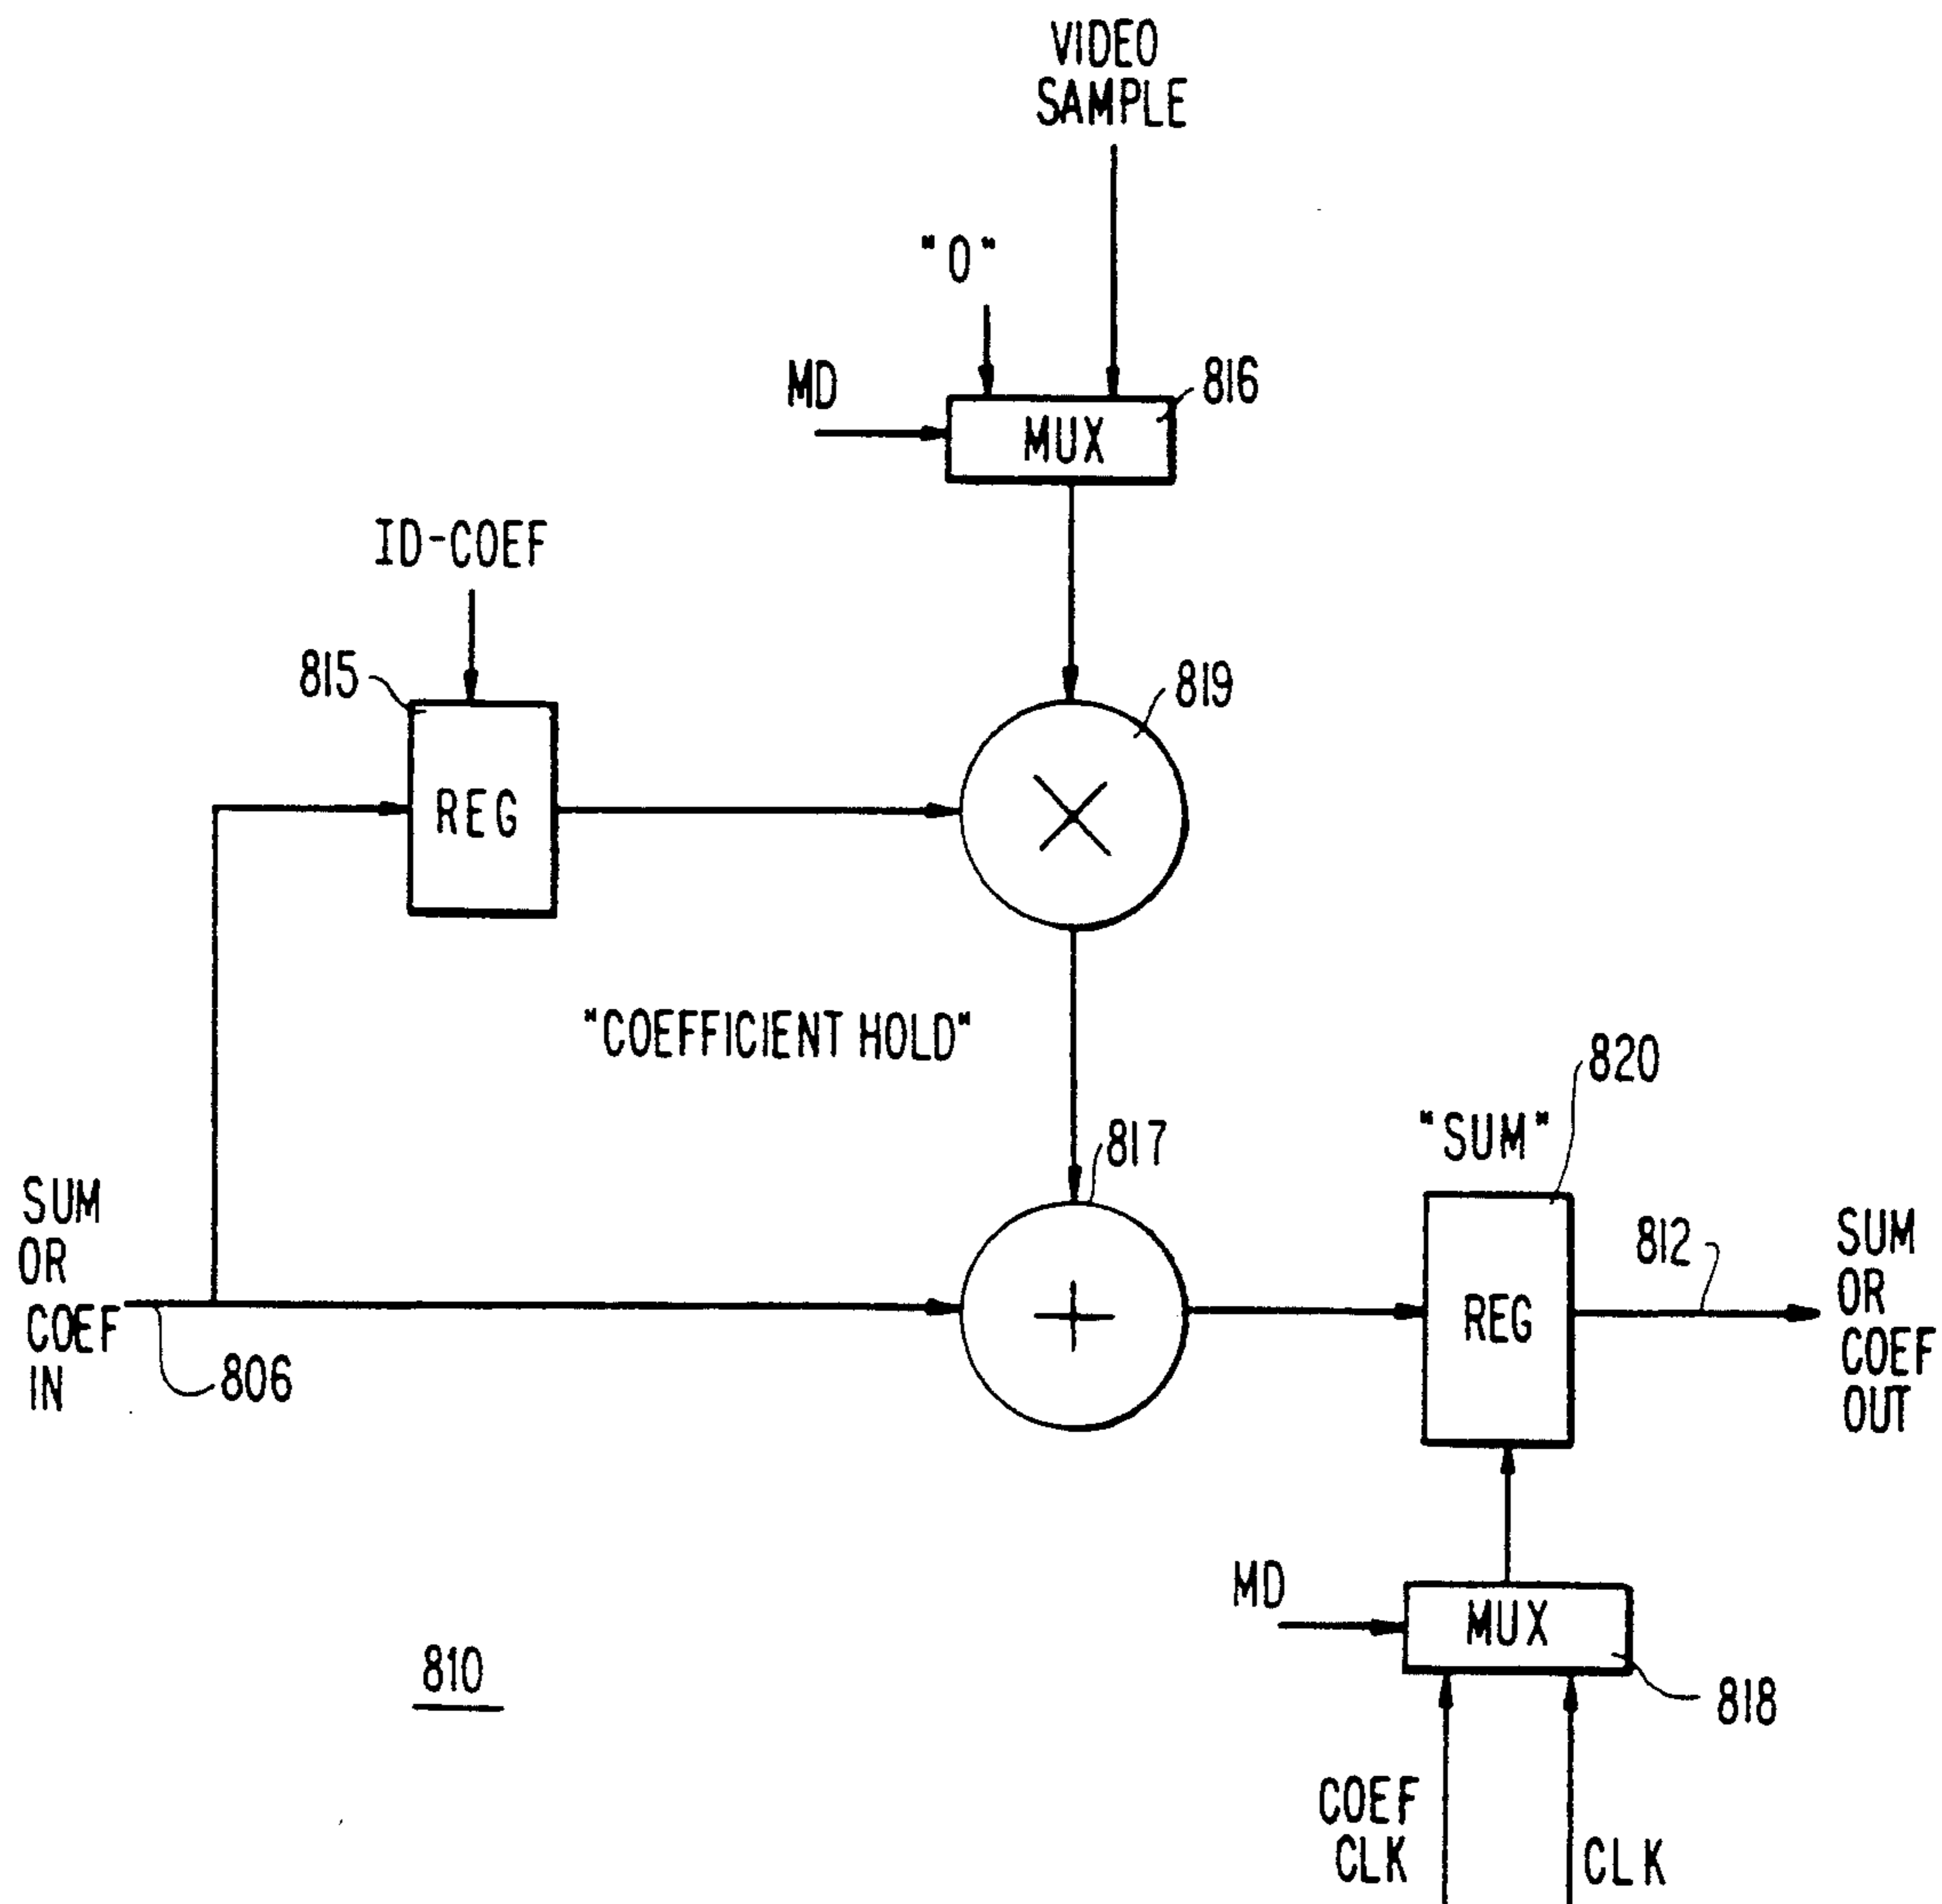 VIDEO
SAMPLE
"0"
MD
816
MUX
ID-COEF
815
819
REG
"COEFFICIENT HOLD"
820
"SUM"
817
SUM
OR
COEF
IN
806
812
REG
SUM
OR
COEF
OUT
MD
MUX
810
818
COEF
CLK
CLK